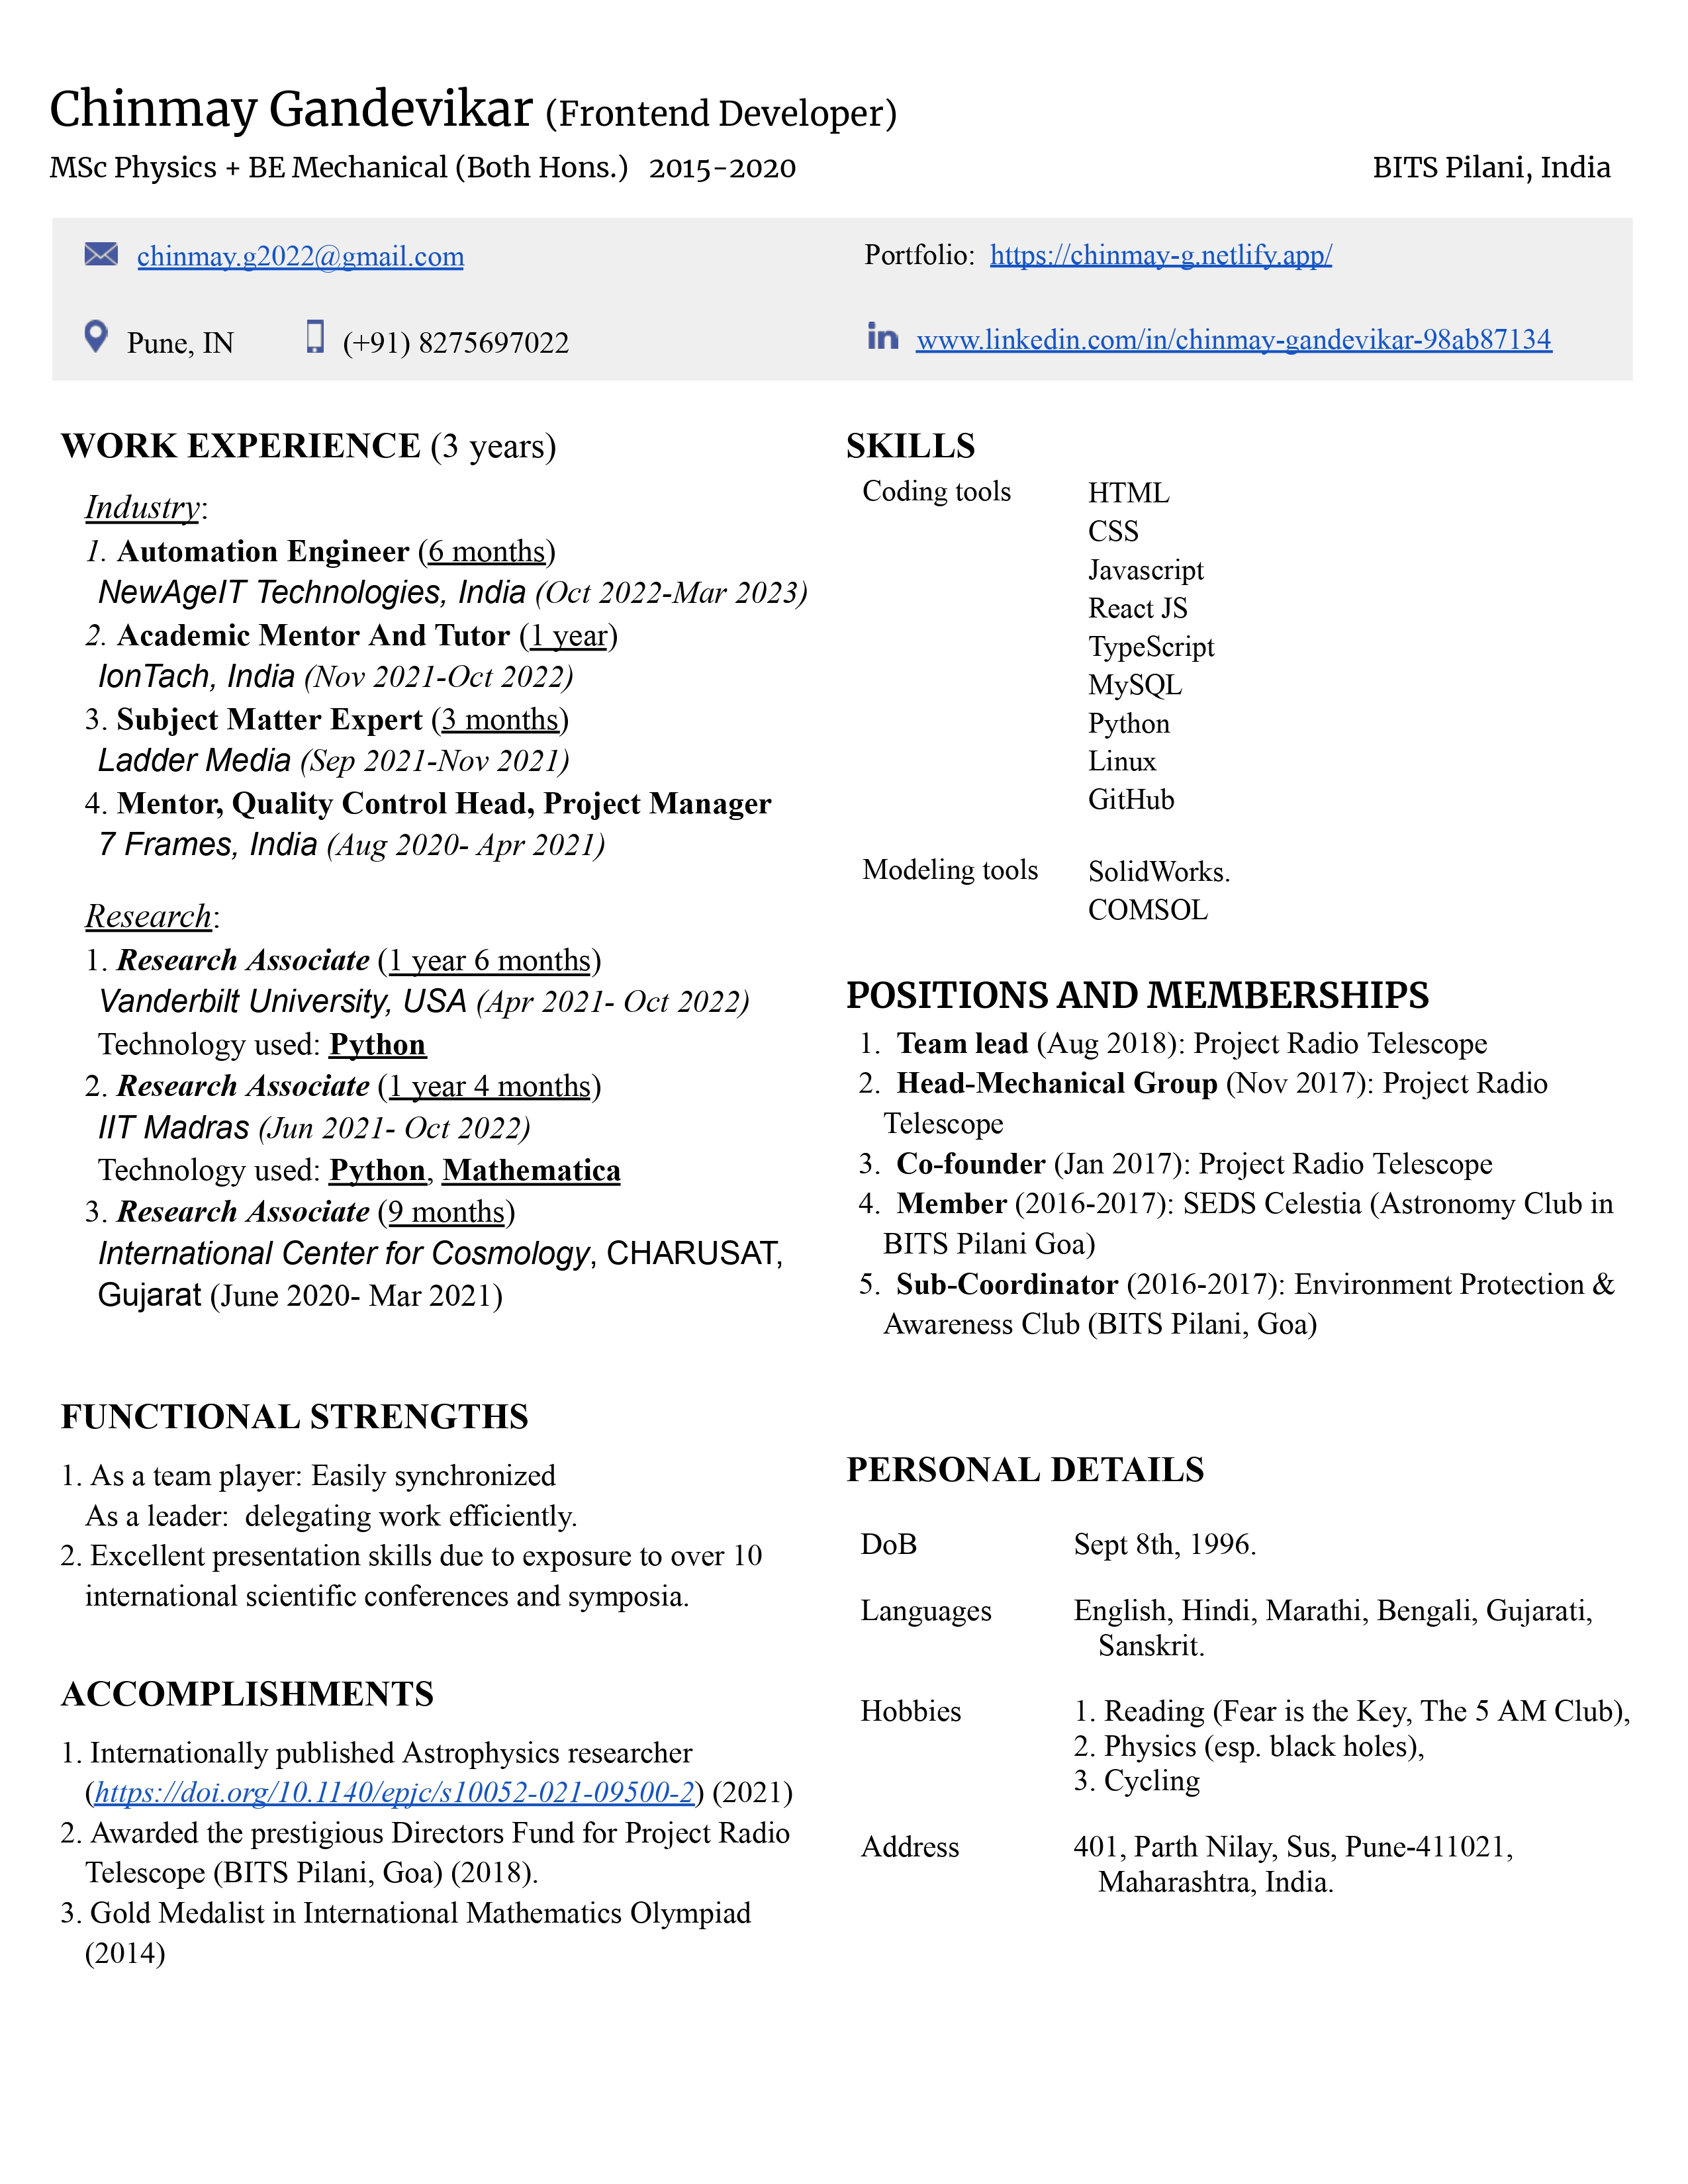 Chinmay Gandevikar (Frontend Developer)
MSc Physics + BE Mechanical (Both Hons.) 2015-2020 BITS Pilani, India
chinmay.g2022@gmail.com
Portfolio: https://chinmay-g.netlify.app/
Pune, IN (+91) 8275697022
www.linkedin.com/in/chinmay-gandevikar-98ab87134
WORK EXPERIENCE (3 years)
Industry:
1. Automation Engineer (6 months)
NewAgeIT Technologies, India (Oct 2022-Mar 2023)
2. Academic Mentor And Tutor (1 year)
IonTach, India (Nov 2021-Oct 2022)
3. Subject Matter Expert (3 months)
Ladder Media (Sep 2021-Nov 2021)
4. Mentor, Quality Control Head, Project Manager
7 Frames, India (Aug 2020- Apr 2021)
Research:
1. Research Associate (1 year 6 months)
Vanderbilt University, USA (Apr 2021- Oct 2022)
Technology used: Python
2. Research Associate (1 year 4 months)
IIT Madras (Jun 2021- Oct 2022)
Technology used: Python, Mathematica
3. Research Associate (9 months)
International Center for Cosmology, CHARUSAT,
Gujarat (June 2020- Mar 2021)
FUNCTIONAL STRENGTHS
1. As a team player: Easily synchronized
As a leader: delegating work efficiently.
2. Excellent presentation skills due to exposure to over 10
international scientific conferences and symposia.
ACCOMPLISHMENTS
1. Internationally published Astrophysics researcher
(https://doi.org/10.1140/epjc/s10052-021-09500-2) (2021)
2. Awarded the prestigious Directors Fund for Project Radio
Telescope (BITS Pilani, Goa) (2018).
3. Gold Medalist in International Mathematics Olympiad
(2014)
SKILLS
Coding tools HTML
CSS
Javascript
React JS
TypeScript
MySQL
Python
Linux
GitHub
Modeling tools SolidWorks.
COMSOL
POSITIONS AND MEMBERSHIPS
1. Team lead (Aug 2018): Project Radio Telescope
2. Head-Mechanical Group (Nov 2017): Project Radio
Telescope
3. Co-founder (Jan 2017): Project Radio Telescope
4. Member (2016-2017): SEDS Celestia (Astronomy Club in
BITS Pilani Goa)
5. Sub-Coordinator (2016-2017): Environment Protection &
Awareness Club (BITS Pilani, Goa)
PERSONAL DETAILS
DoB Sept 8th, 1996.
Languages English, Hindi, Marathi, Bengali, Gujarati,
Sanskrit.
Hobbies 1. Reading (Fear is the Key, The 5 AM Club),
2. Physics (esp. black holes),
3. Cycling
Address 401, Parth Nilay, Sus, Pune-411021,
Maharashtra, India.